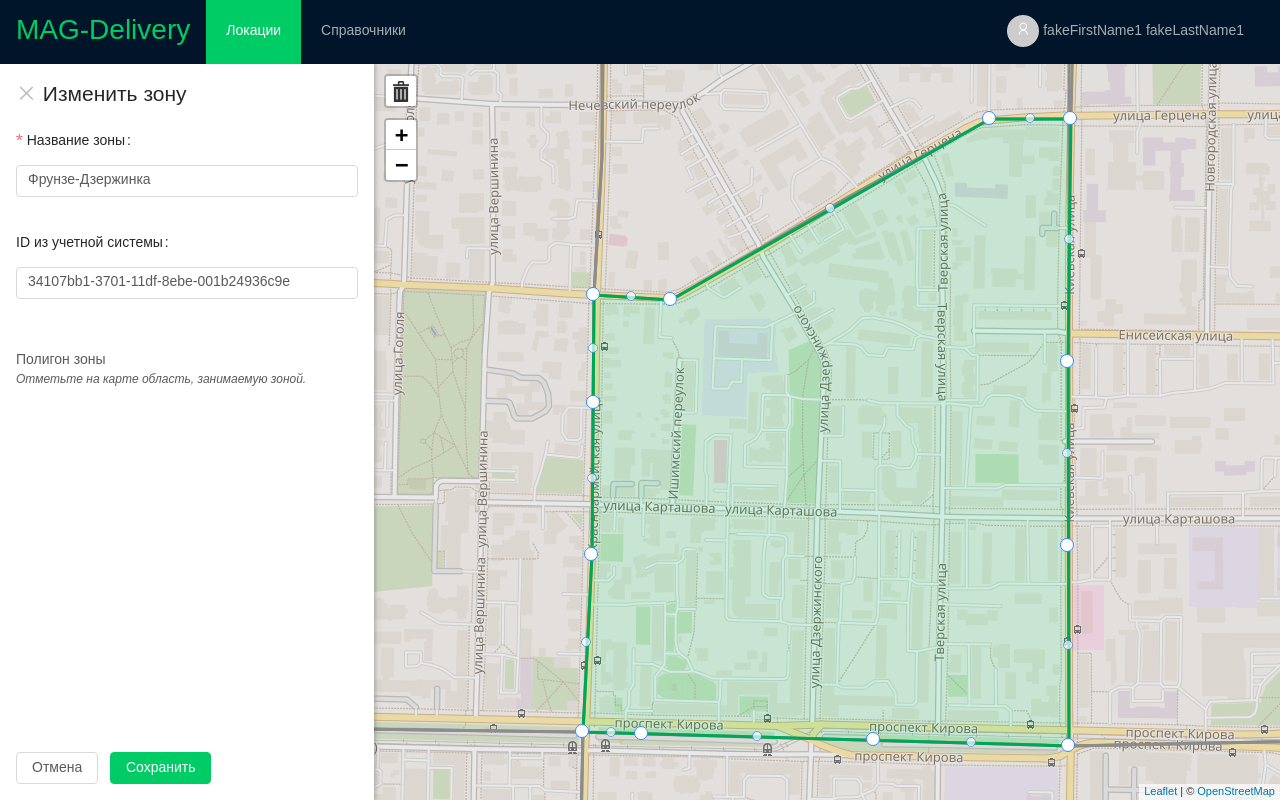 MAG-Delivery
Локации
Справочники
fakeFirstName1 fakeLastName1
Изменить зону
* Название зоны:
Фрунзе-Дзержинка
ID из учетной системы:
34107bb1-3701-11df-8ebe-001b24936c9e
Полигон зоны
Отметьте на карте область, занимаемую зоной.
Отмена
Сохранить
+
−
Нечевский переулок
улица Герцена
улица Герцена
улица Вершинина
Новгородская улица
Тверская улица
Киевская улица
улица Гоголя
Тверская улица
Енисейская улица
улица Дзержинского
Ишимский переулок
Красноармейская улица
Киевская улица
улица Вершинина
улица Карташова
улица Карташова
улица Карташова
улица Вершинина
улица Дзержинского
Тверская улица
проспект Кирова
проспект Кирова
проспект Кирова
проспект Кирова
проспект Кирова
Leaflet | © OpenStreetMap